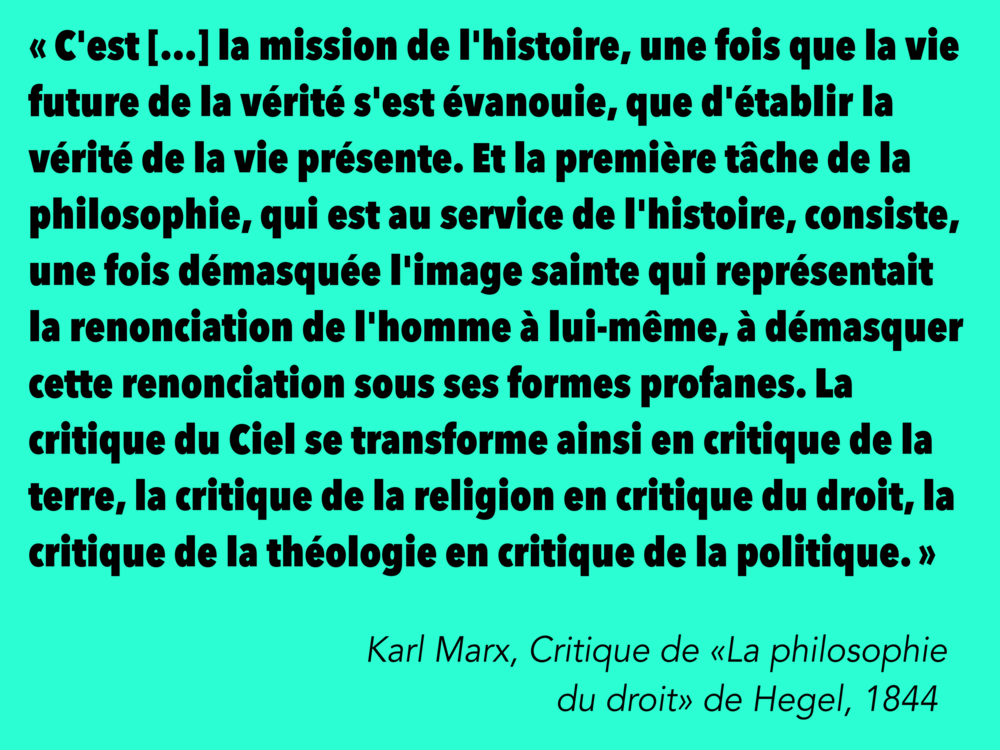 « C'est [...] la mission de l'histoire, une fois que la vie
future de la vérité s'est évanouie, que d'établir la
vérité de la vie présente. Et la première tâche de la
philosophie, qui est au service de l'histoire, consiste,
une fois démasquée l'image sainte qui représentait
la renonciation de l'homme à lui-même, à démasquer
cette renonciation sous ses formes profanes. La
critique du Ciel se transforme ainsi en critique de la
terre, la critique de la religion en critique du droit, la
critique de la théologie en critique de la politique. »
Karl Marx, Critique de «La philosophie
du droit» de Hegel, 1844